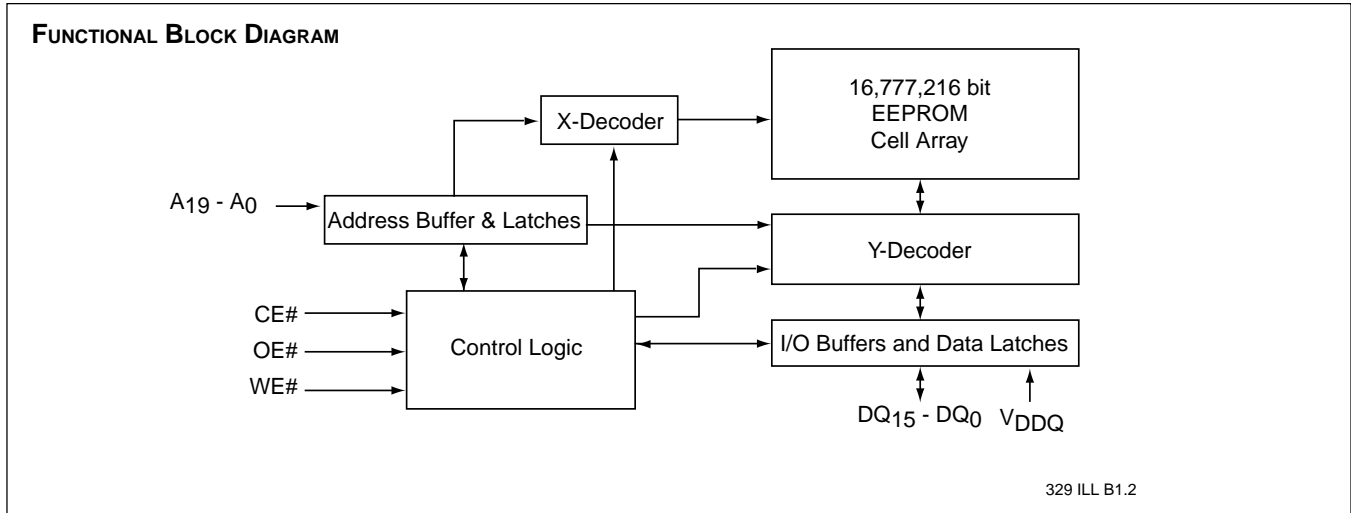 FUNCTIONAL BLOCK DIAGRAM
16,777,216 bit
EEPROM
Cell Array
X-Decoder
A19 - A0
Address Buffer & Latches
Y-Decoder
CE#
OE#
WE#
Control Logic
I/O Buffers and Data Latches
DQ15 - DQ0
VDDQ
329 ILL B1.2